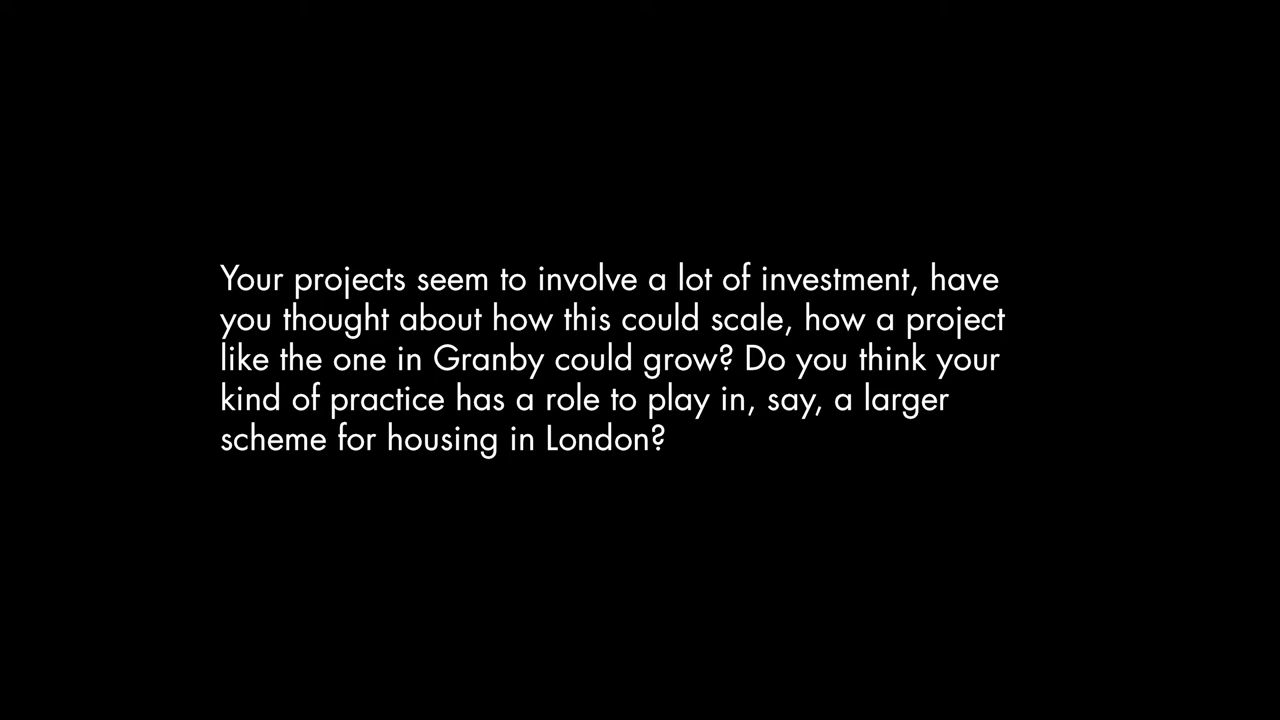 Your projects seem to involve a lot of investment, have
you thought about how this could scale, how a project
like the one in Granby could grow? Do you think your
kind of practice has a role to play in, say, a larger
scheme for housing in London?